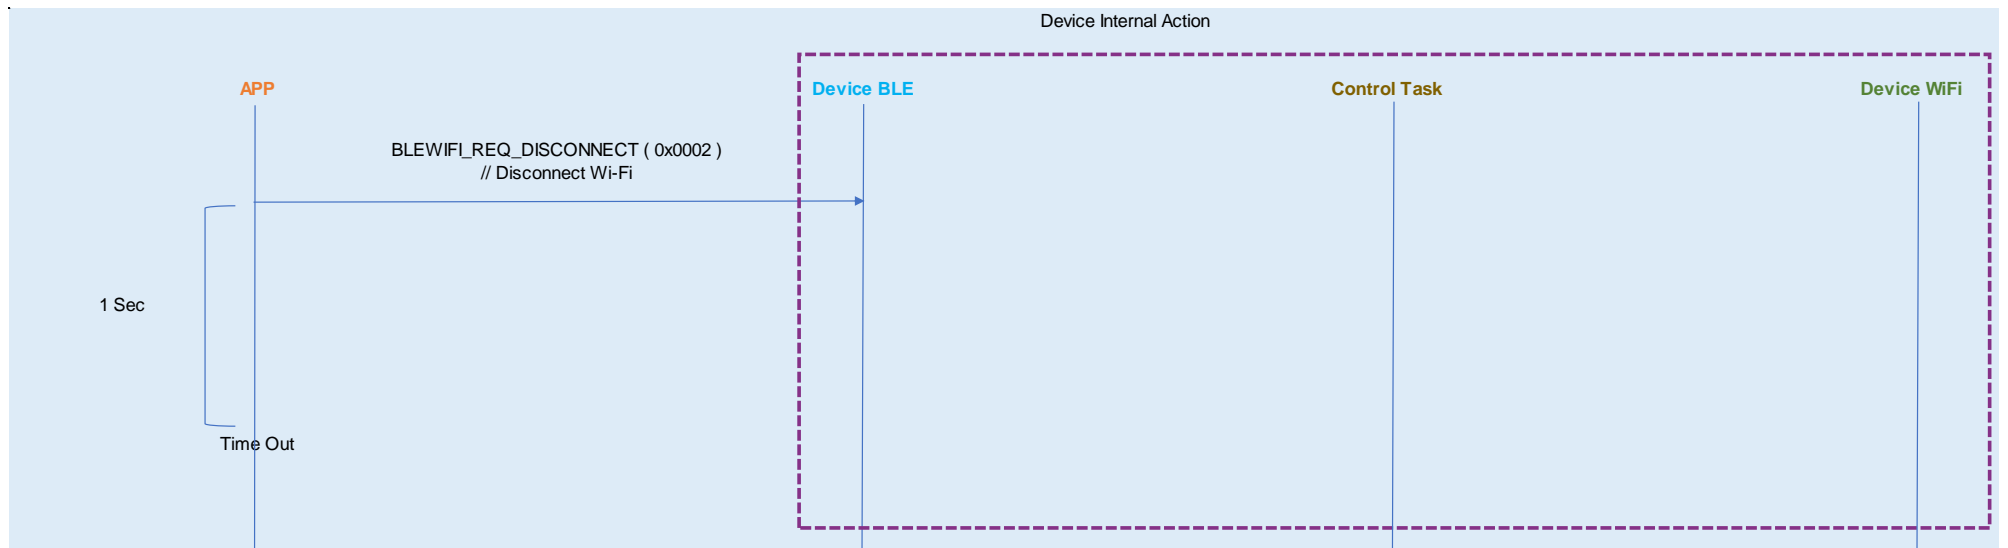 Device Internal Action
APP
Device BLE
Control Task
Device WiFi
BLEWIFI_REQ_DISCONNECT ( 0x0002 )
// Disconnect Wi-Fi
1 Sec
Time Out